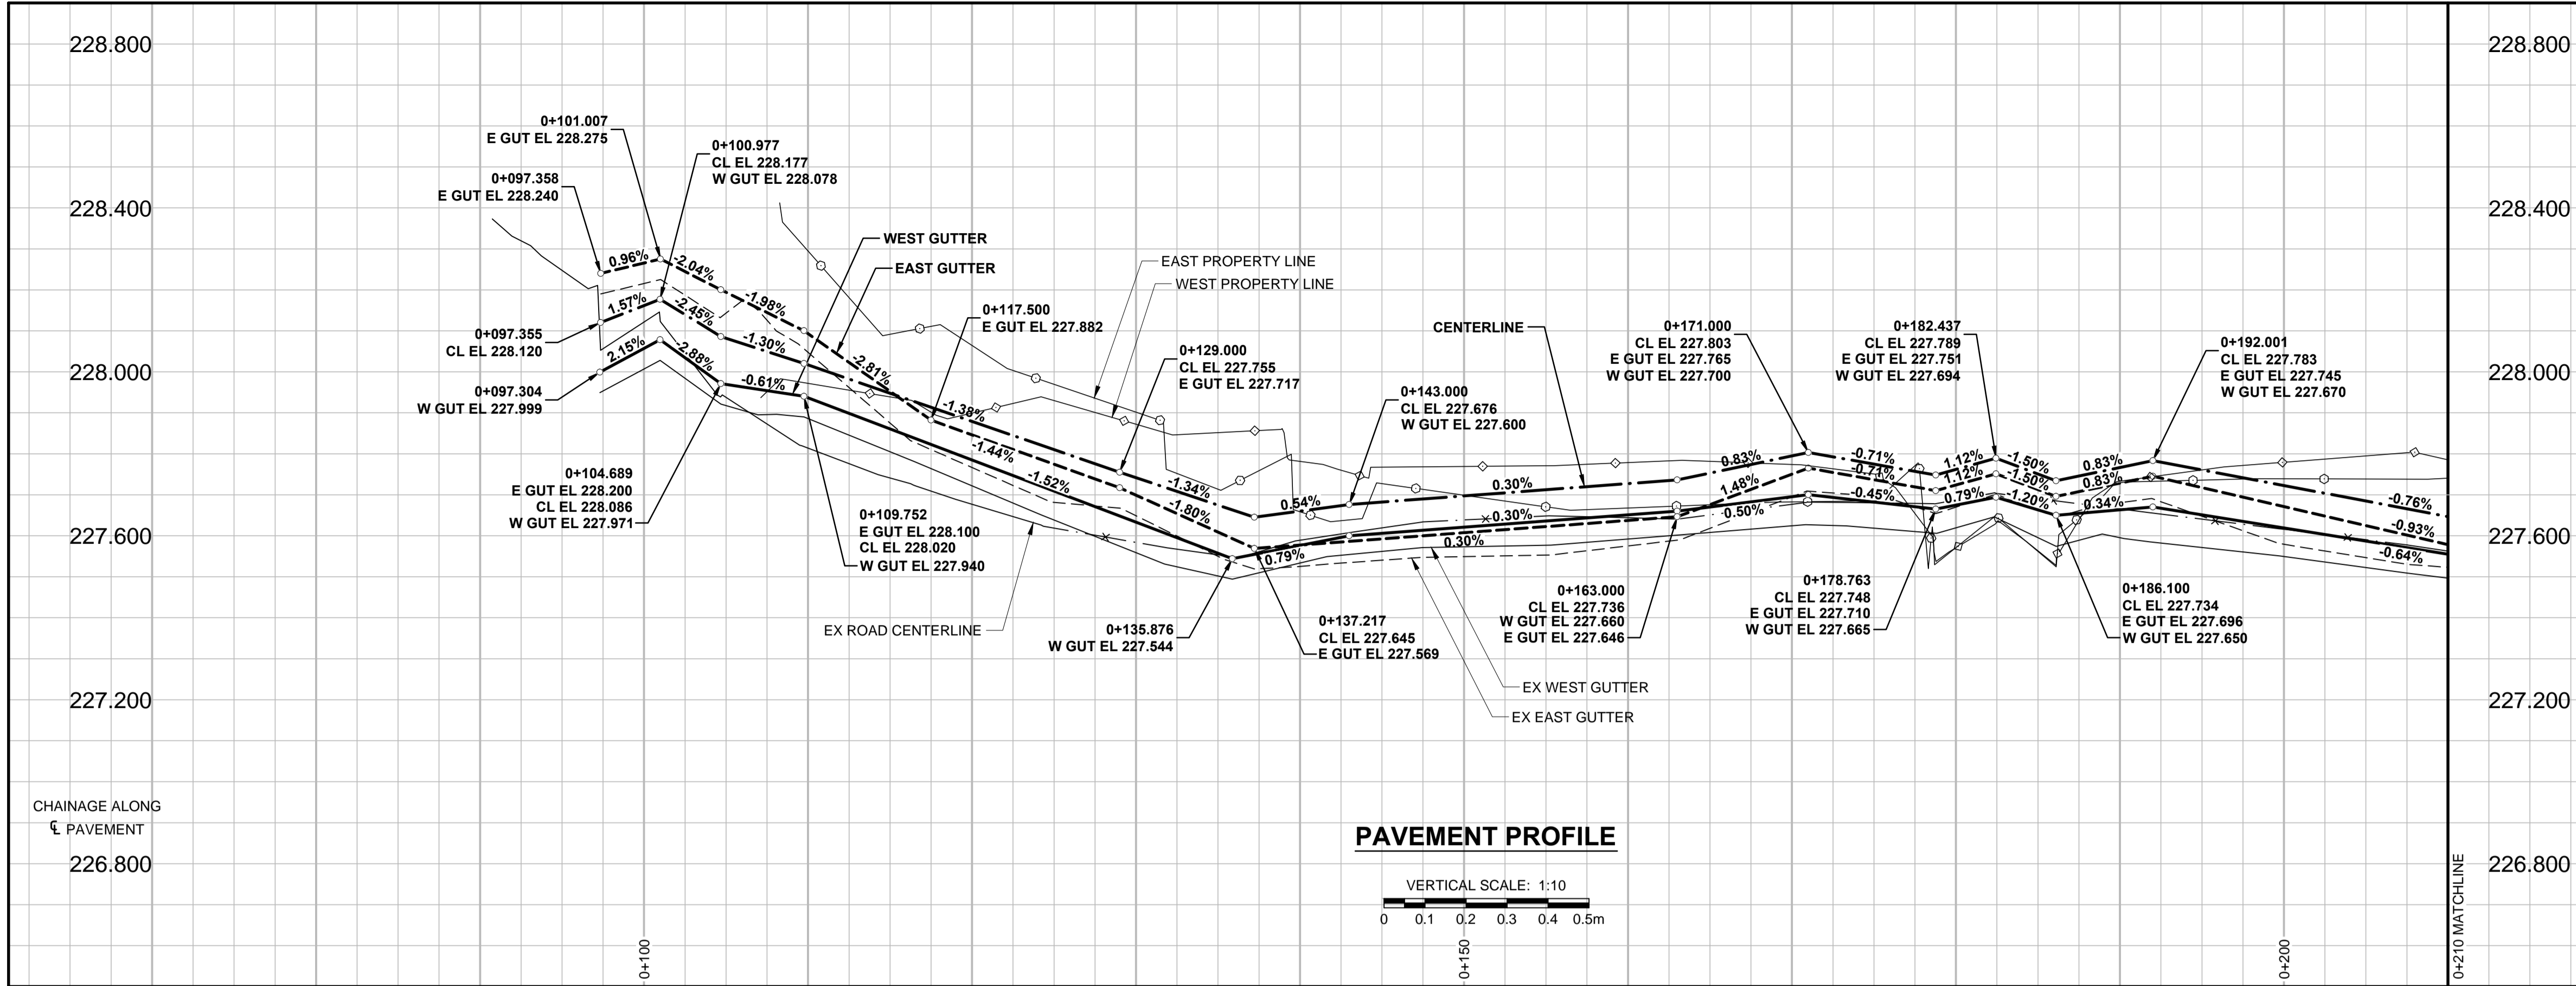 228.800
228.800
228.400
228.400
228.000
228.000
227.600
227.600
227.200
227.200
226.800
226.800
0+101.007
E GUT EL 228.275
0+097.358
E GUT EL 228.240
0+100.977
CL EL 228.177
W GUT EL 228.078
0+097.355
CL EL 228.120
0+097.304
W GUT EL 227.999
WEST GUTTER
EAST GUTTER
EAST PROPERTY LINE
WEST PROPERTY LINE
0+117.500
E GUT EL 227.882
0+129.000
CL EL 227.755
E GUT EL 227.717
CENTERLINE
0+143.000
CL EL 227.676
W GUT EL 227.600
0+171.000
CL EL 227.803
E GUT EL 227.765
W GUT EL 227.700
0+182.437
CL EL 227.789
E GUT EL 227.751
W GUT EL 227.694
0+192.001
CL EL 227.783
E GUT EL 227.745
W GUT EL 227.670
0.96%
-2.04%
-1.98%
1.57%
-2.45%
-1.30%
-2.81%
2.15%
-2.88%
-0.61%
-1.38%
-1.44%
-1.52%
-1.34%
-1.80%
0.54%
0.79%
0.30%
0.30%
0.30%
0.83%
1.48%
0.50%
-0.71%
-0.71%
-0.45%
1.12%
1.12%
0.79%
-1.50%
-1.50%
-1.20%
0.83%
0.83%
0.34%
-0.76%
-0.93%
-0.64%
0+104.689
E GUT EL 228.200
CL EL 228.086
W GUT EL 227.971
0+109.752
E GUT EL 228.100
CL EL 228.020
W GUT EL 227.940
EX ROAD CENTERLINE
0+135.876
W GUT EL 227.544
0+137.217
CL EL 227.645
E GUT EL 227.569
0+163.000
CL EL 227.736
W GUT EL 227.660
E GUT EL 227.646
0+178.763
CL EL 227.748
E GUT EL 227.710
W GUT EL 227.665
0+186.100
CL EL 227.734
E GUT EL 227.696
W GUT EL 227.650
EX WEST GUTTER
EX EAST GUTTER
CHAINAGE ALONG
℄ PAVEMENT
PAVEMENT PROFILE
VERTICAL SCALE: 1:10
0 0.1 0.2 0.3 0.4 0.5m
0+100
0+150
0+200
0+210 MATCHLINE